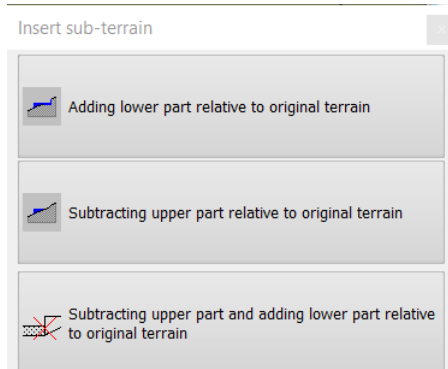 Insert sub-terrain
Adding lower part relative to original terrain
Subtracting upper part relative to original terrain
Subtracting upper part and adding lower part relative
to original terrain